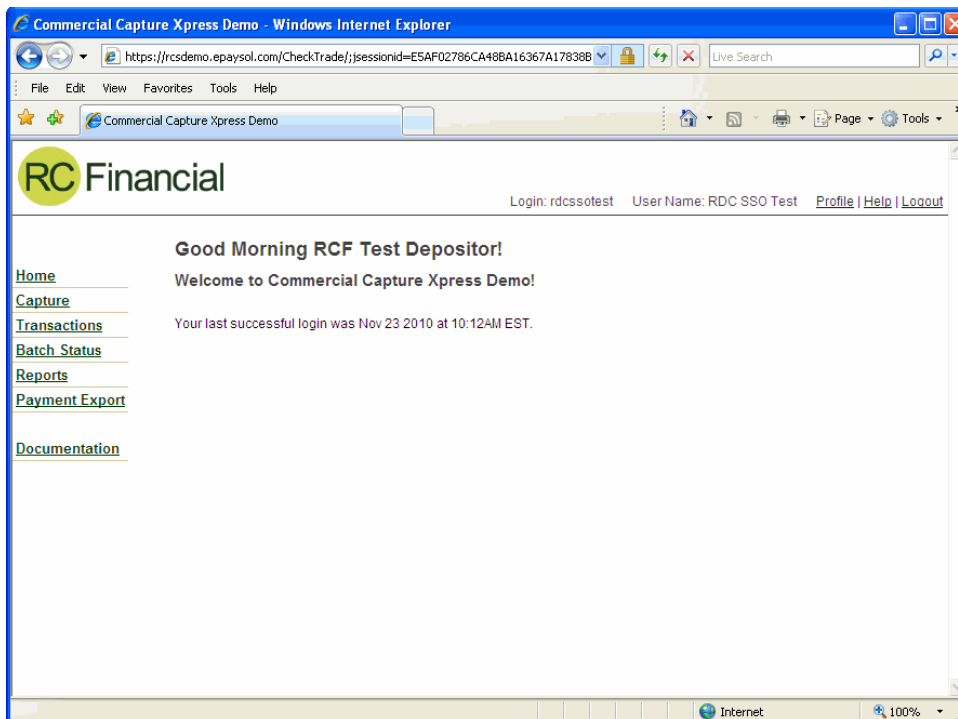 Commercial Capture Xpress Demo - Windows Internet Explorer
https://rcsdemo.epaysol.com/CheckTrade/;jsessionid=E5AF02786CA48BA16367A17838B
Live Search
File Edit View Favorites Tools Help
Commercial Capture Xpress Demo
Page Tools
RC Financial
Login: rdcssotest User Name: RDC SSO Test Profile | Help | Logout
Good Morning RCF Test Depositor!
Welcome to Commercial Capture Xpress Demo!
Your last successful login was Nov 23 2010 at 10:12AM EST.
Home
Capture
Transactions
Batch Status
Reports
Payment Export
Documentation
Internet 100%